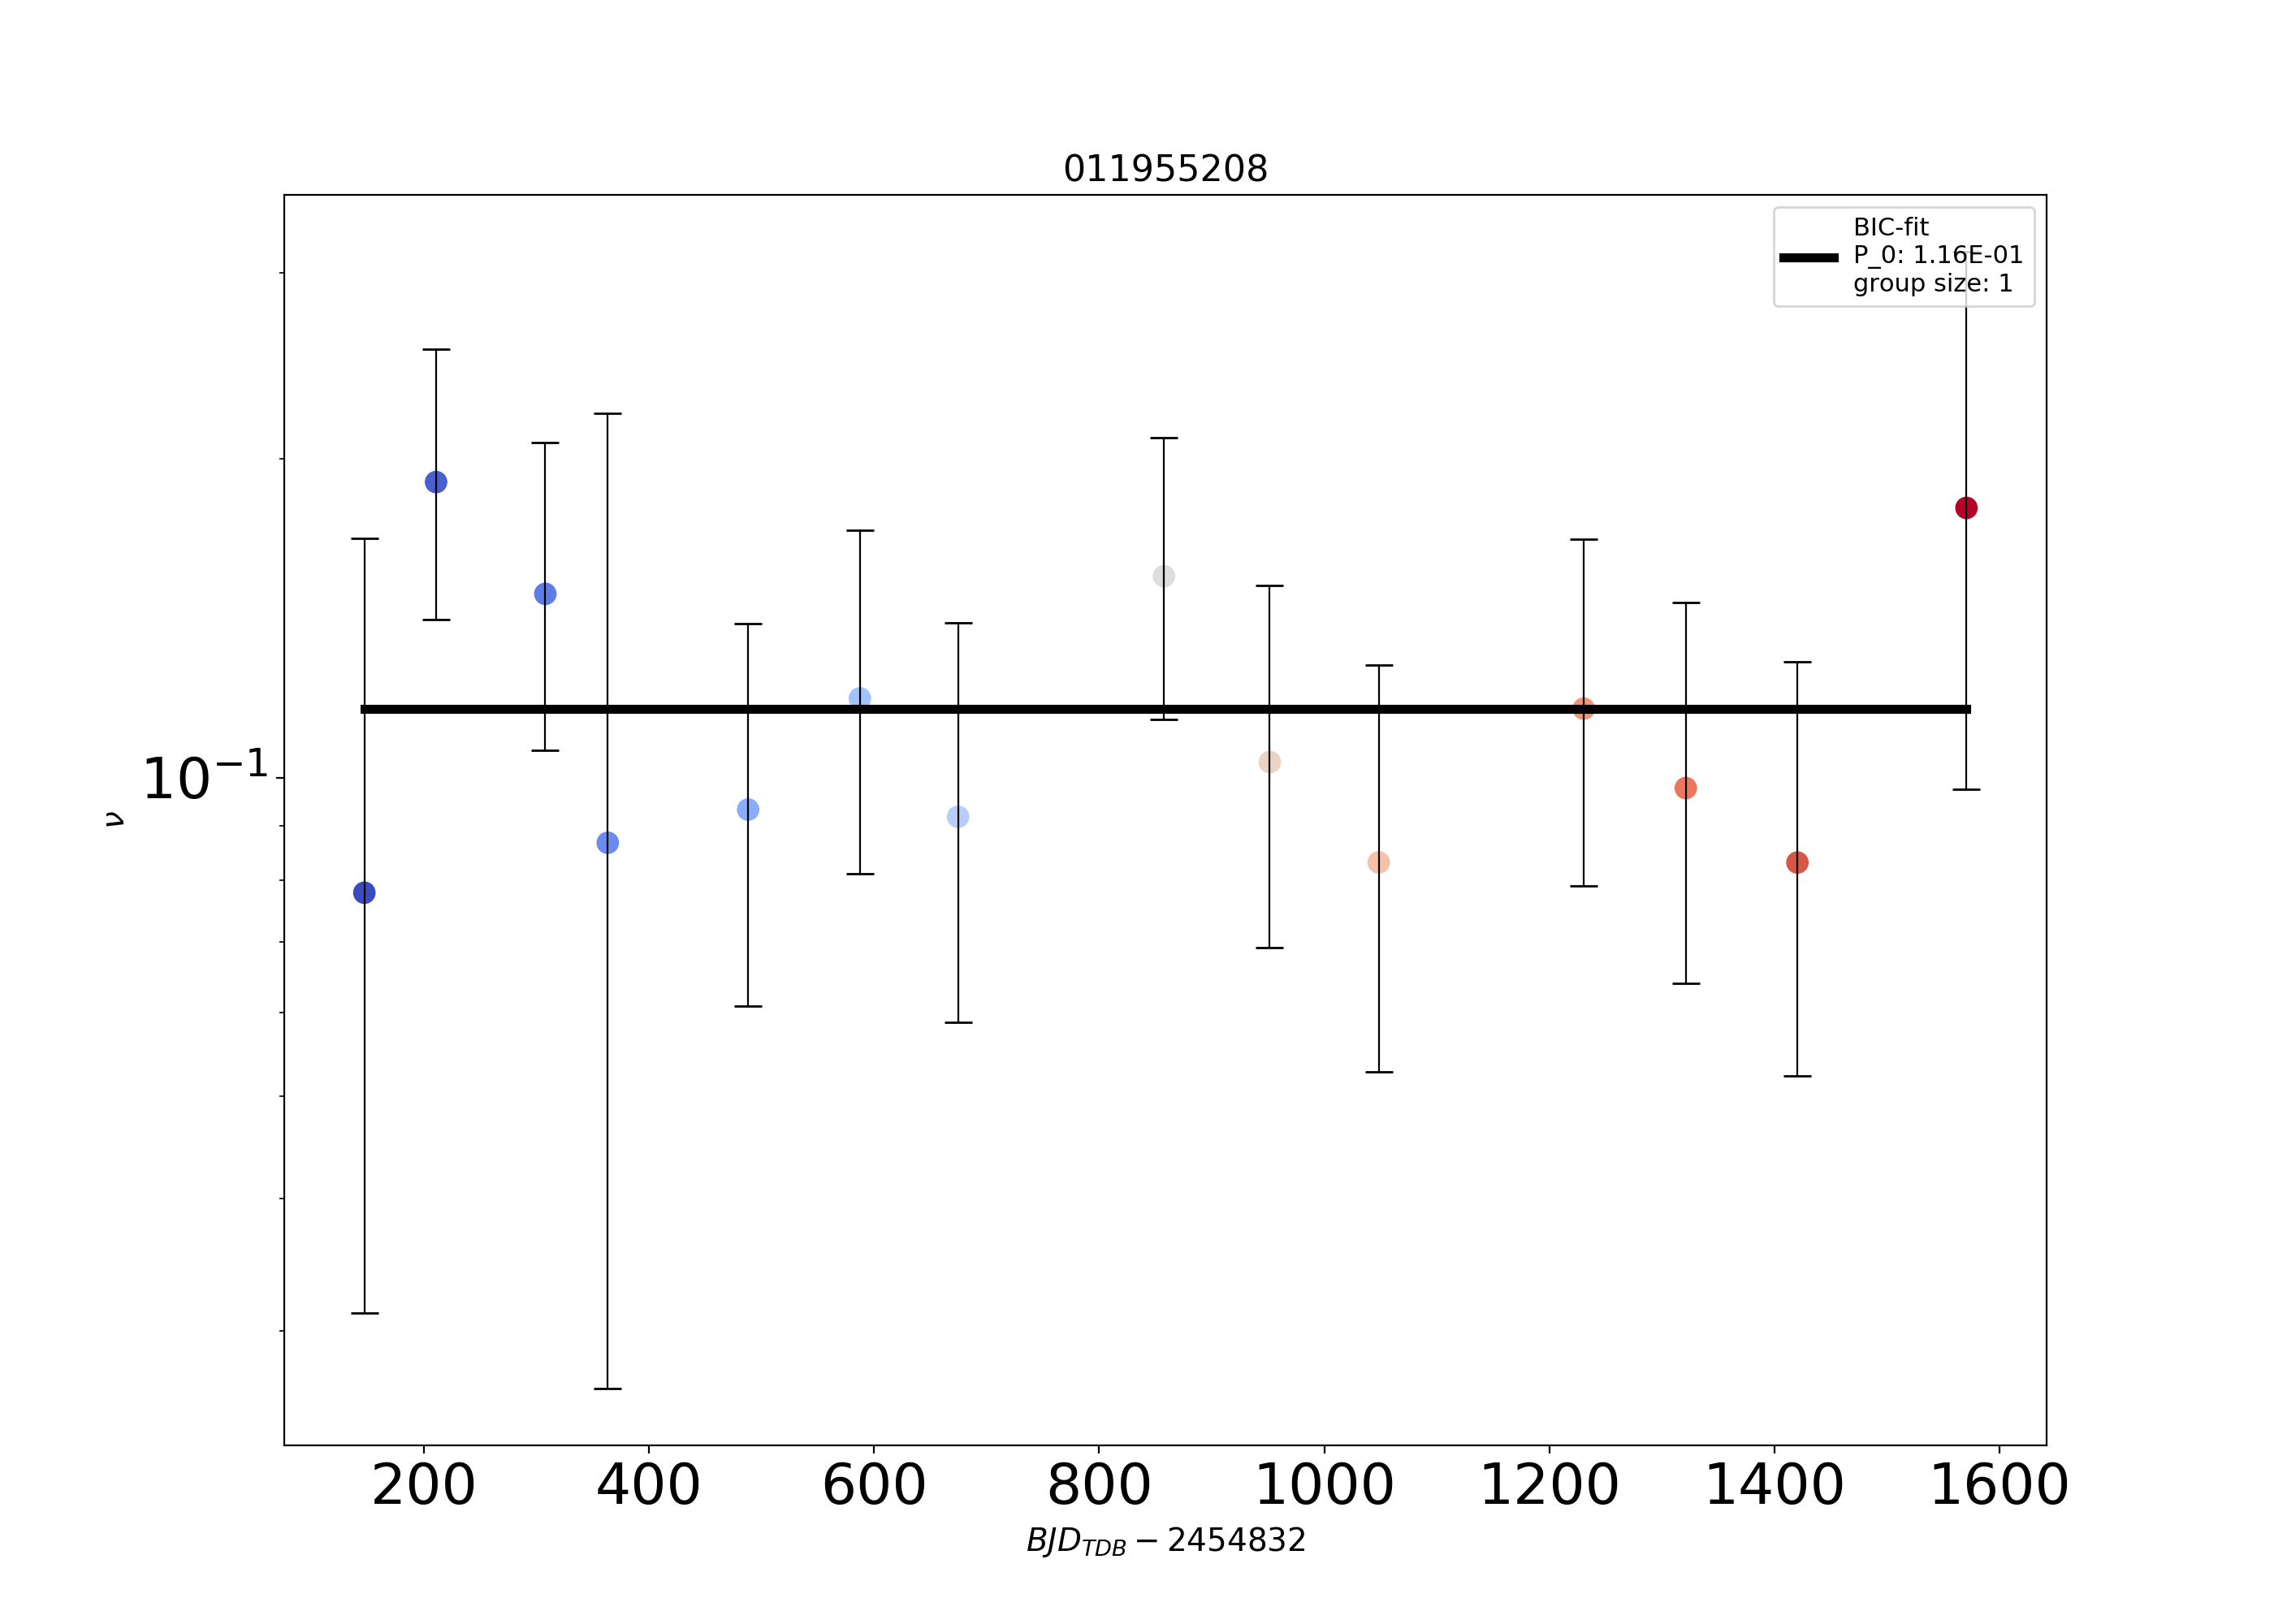 011955208
BIC-fit
P_0: 1.16E-01
group size: 1
10⁻¹
ν
200 400 600 800 1000 1200 1400 1600
BJD_TDB − 2454832